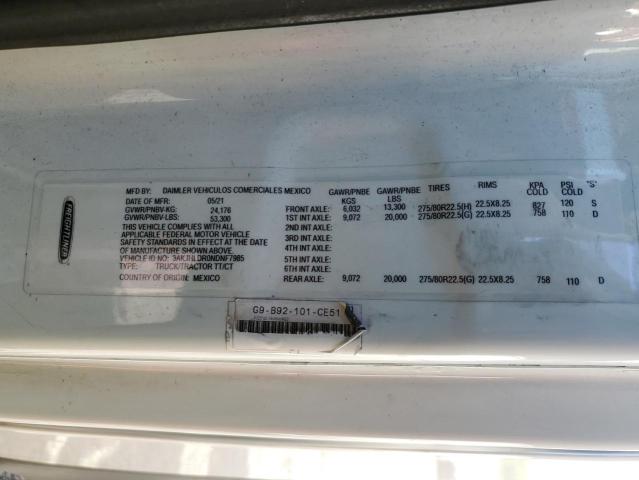 FREIGHTLINER
MFD BY: DAIMLER VEHICULOS COMERCIALES MEXICO
DATE OF MFR: 05/21
GVWR/PNBV-KG: 24,176
GVWR/PNBV-LBS: 53,300
THIS VEHICLE COMPLIES WITH ALL
APPLICABLE FEDERAL MOTOR VEHICLE
SAFETY STANDARDS IN EFFECT ON THE DATE
OF MANUFACTURE SHOWN ABOVE.
VEHICLE ID#
TYPE: TRUCK/TRACTOR TT/CT
COUNTRY OF ORIGIN: MEXICO
GAWR/PNBE KGS GAWR/PNBE LBS TIRES RIMS KPA COLD PSI COLD "S"
FRONT AXLE: 6,032 13,300 275/80R22.5(H) 22.5X8.25 827 120 S
1ST INT AXLE: 9,072 20,000 275/80R22.5(G) 22.5X8.25 758 110 D
2ND INT AXLE:
3RD INT AXLE:
4TH INT AXLE:
5TH INT AXLE:
6TH INT AXLE:
REAR AXLE: 9,072 20,000 275/80R22.5(G) 22.5X8.25 758 110 D
G9-B92-101-CE51